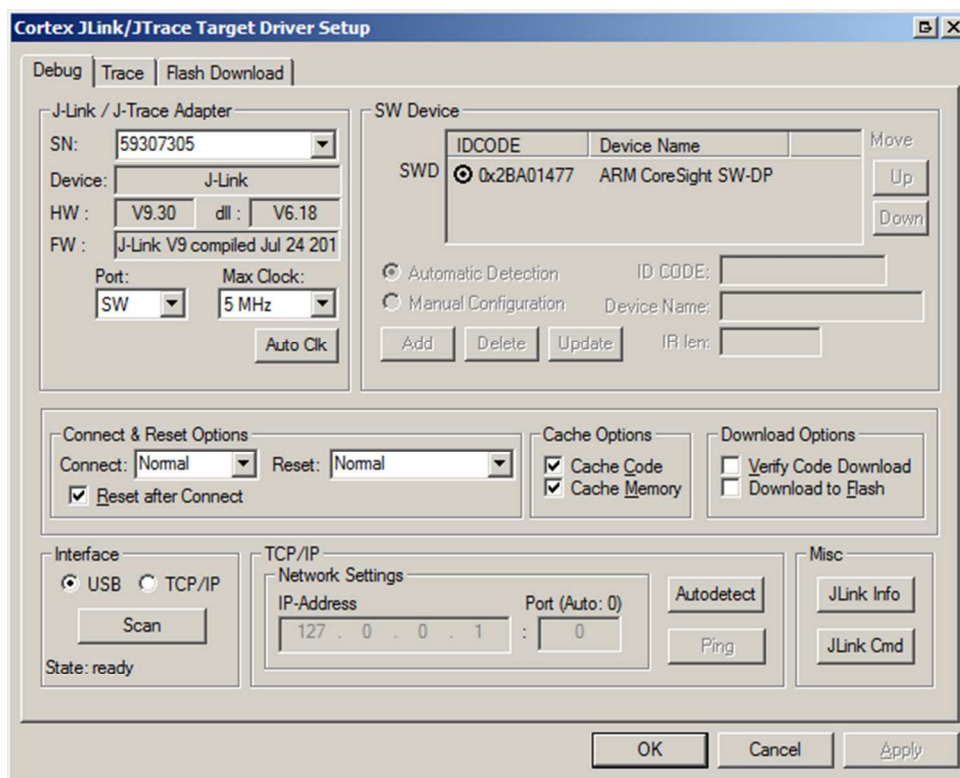 Cortex JLink/JTrace Target Driver Setup
Debug Trace Flash Download
J-Link / J-Trace Adapter
SN: 59307305
Device: J-Link
HW : V9.30 dll : V6.18
FW : J-Link V9 compiled Jul 24 201
Port: Max Clock:
SW 5 MHz
Auto Clk
SW Device
IDCODE Device Name Move
SWD 0x2BA01477 ARM CoreSight SW-DP Up
Down
Automatic Detection ID CODE:
Manual Configuration Device Name:
Add Delete Update IR len:
Connect & Reset Options
Connect: Normal Reset: Normal
Reset after Connect
Cache Options
Cache Code
Cache Memory
Download Options
Verify Code Download
Download to Flash
Interface
USB TCP/IP
Scan
State: ready
TCP/IP
Network Settings
IP-Address Port (Auto: 0)
127 . 0 . 0 . 1 : 0
Autodetect
Ping
Misc
JLink Info
JLink Cmd
OK Cancel Apply